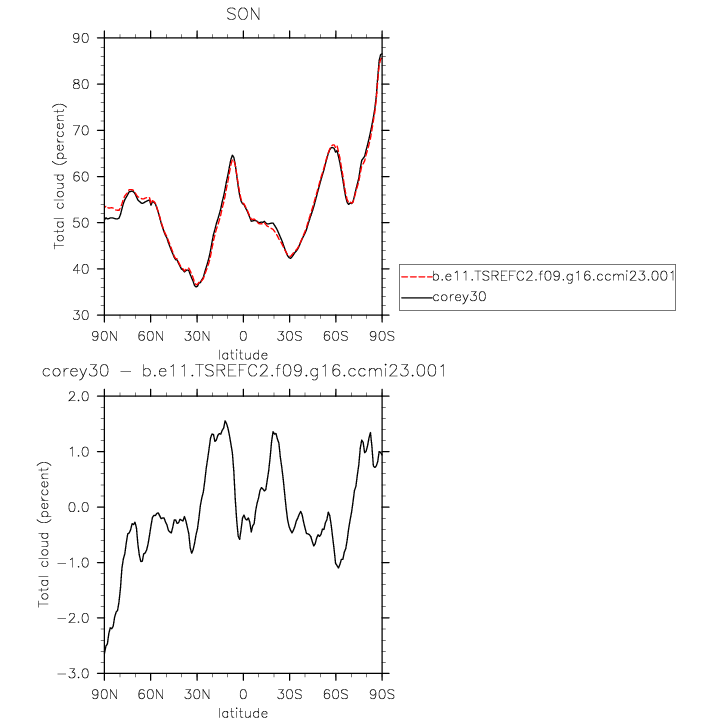 SON
90
80
70
60
50
40
30
Total cloud (percent)
90N 60N 30N 0 30S 60S 90S
latitude
b.e11.TSREFC2.f09.g16.ccmi23.001
corey30
corey30 − b.e11.TSREFC2.f09.g16.ccmi23.001
2.0
1.0
0.0
−1.0
−2.0
−3.0
Total cloud (percent)
90N 60N 30N 0 30S 60S 90S
latitude